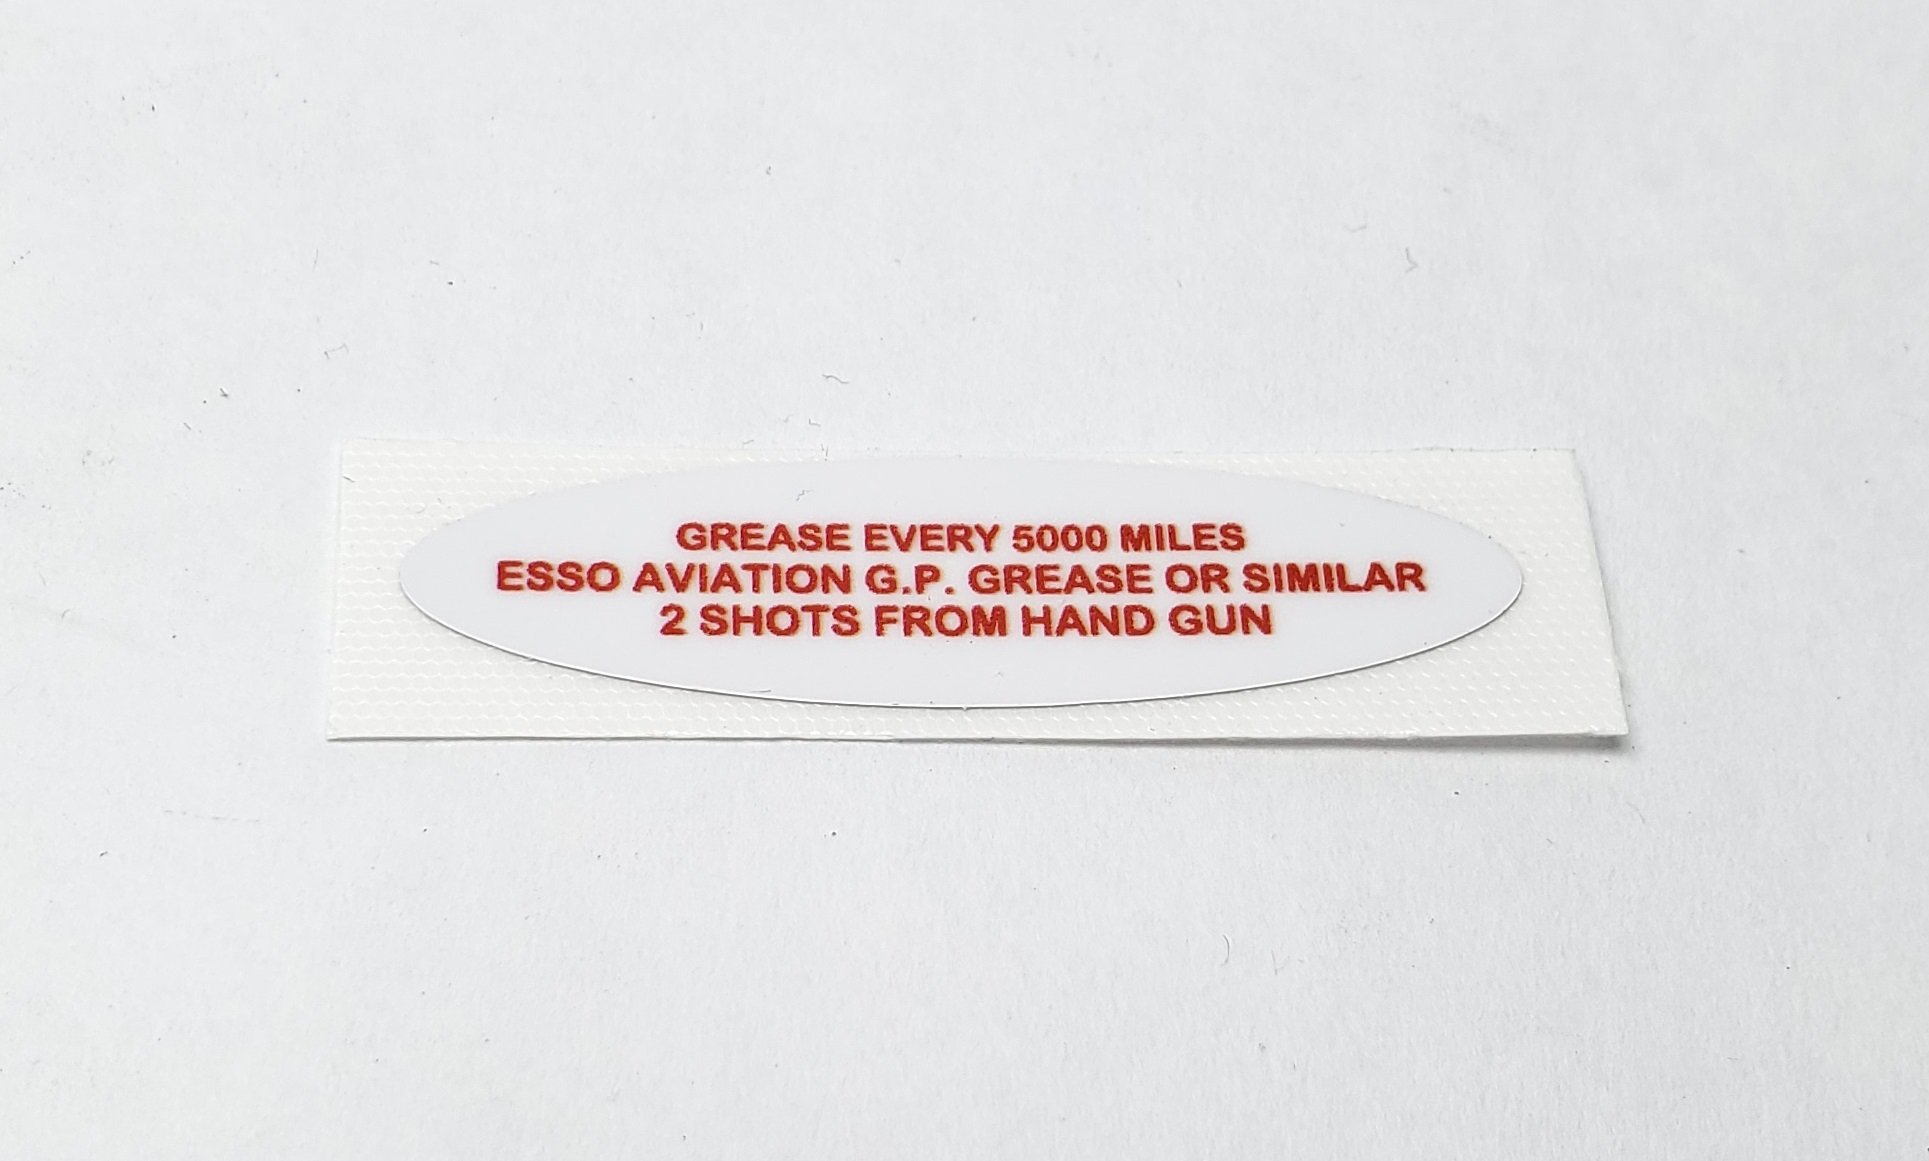 GREASE EVERY 5000 MILES
ESSO AVIATION G.P. GREASE OR SIMILAR
2 SHOTS FROM HAND GUN